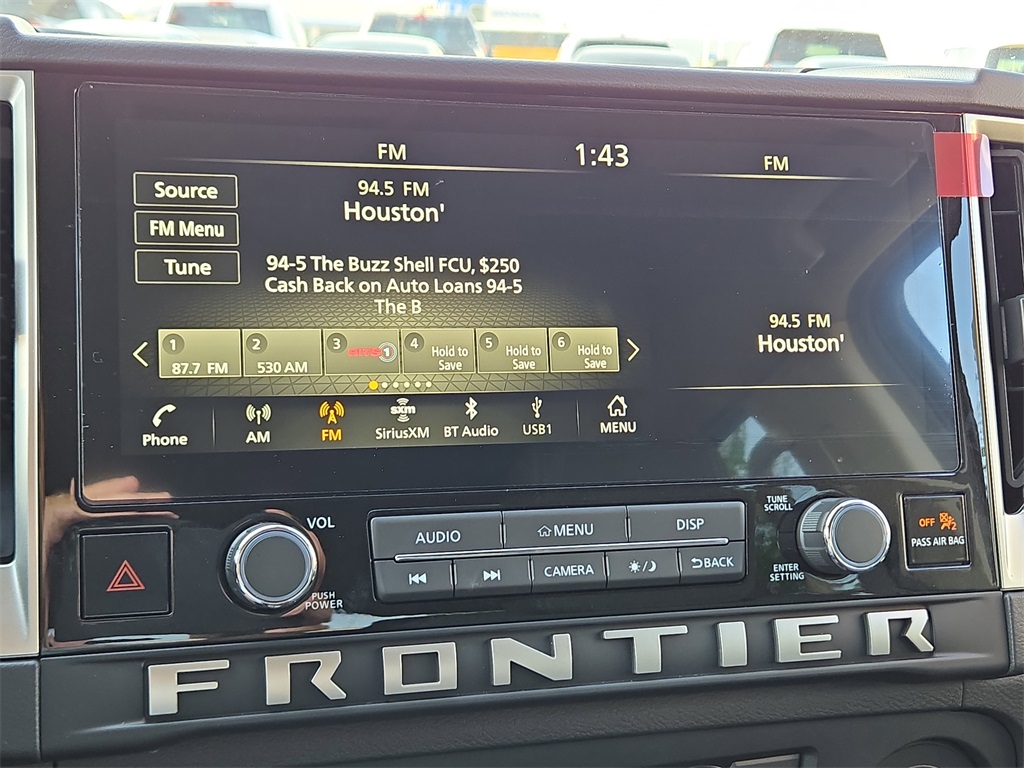 FM
1:43
FM
Source
FM Menu
Tune
94.5 FM
Houston'
94-5 The Buzz Shell FCU, $250
Cash Back on Auto Loans 94-5
The B
94.5 FM
Houston'
1
87.7 FM
2
530 AM
3
1
4
Hold to
Save
5
Hold to
Save
6
Hold to
Save
Phone
AM
FM
sxm
SiriusXM
BT Audio
USB1
MENU
VOL
PUSH
POWER
AUDIO
MENU
DISP
CAMERA
BACK
TUNE
SCROLL
ENTER
SETTING
OFF
2
PASS AIR BAG
FRONTIER